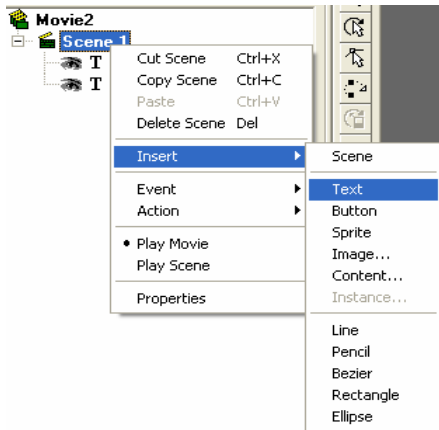 Movie2
Scene 1
T
T
Cut Scene Ctrl+X
Copy Scene Ctrl+C
Paste Ctrl+V
Delete Scene Del
Insert
Event
Action
Play Movie
Play Scene
Properties
Scene
Text
Button
Sprite
Image...
Content...
Instance...
Line
Pencil
Bezier
Rectangle
Ellipse